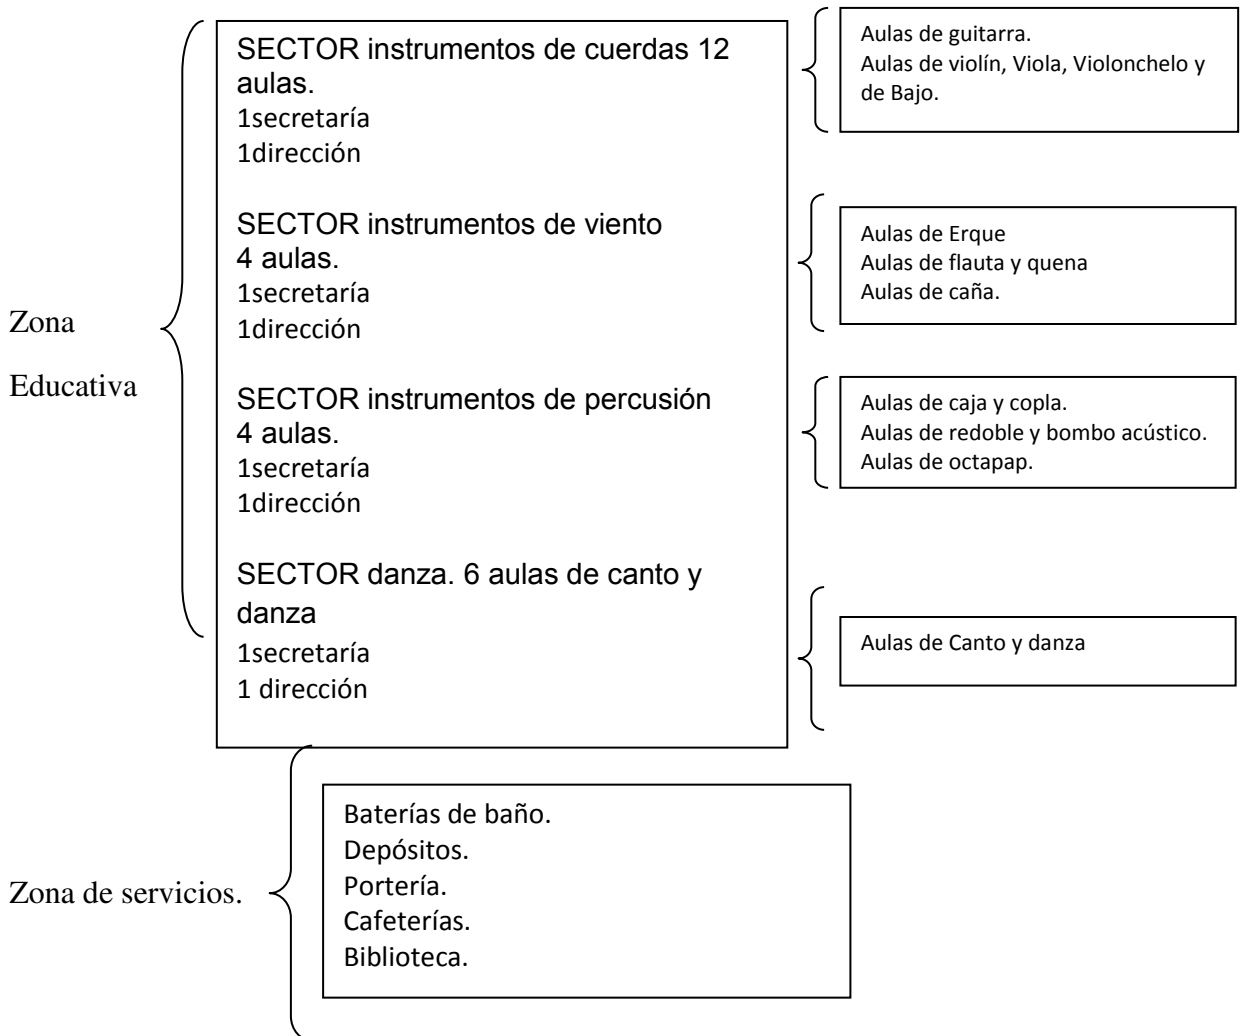 Zona
Educativa
SECTOR instrumentos de cuerdas 12
aulas.
1secretaría
1dirección
SECTOR instrumentos de viento
4 aulas.
1secretaría
1dirección
SECTOR instrumentos de percusión
4 aulas.
1secretaría
1dirección
SECTOR danza. 6 aulas de canto y
danza
1secretaría
1 dirección
Aulas de guitarra.
Aulas de violín, Viola, Violonchelo y
de Bajo.
Aulas de Erque
Aulas de flauta y quena
Aulas de caña.
Aulas de caja y copla.
Aulas de redoble y bombo acústico.
Aulas de octapap.
Aulas de Canto y danza
Zona de servicios.
Baterías de baño.
Depósitos.
Portería.
Cafeterías.
Biblioteca.